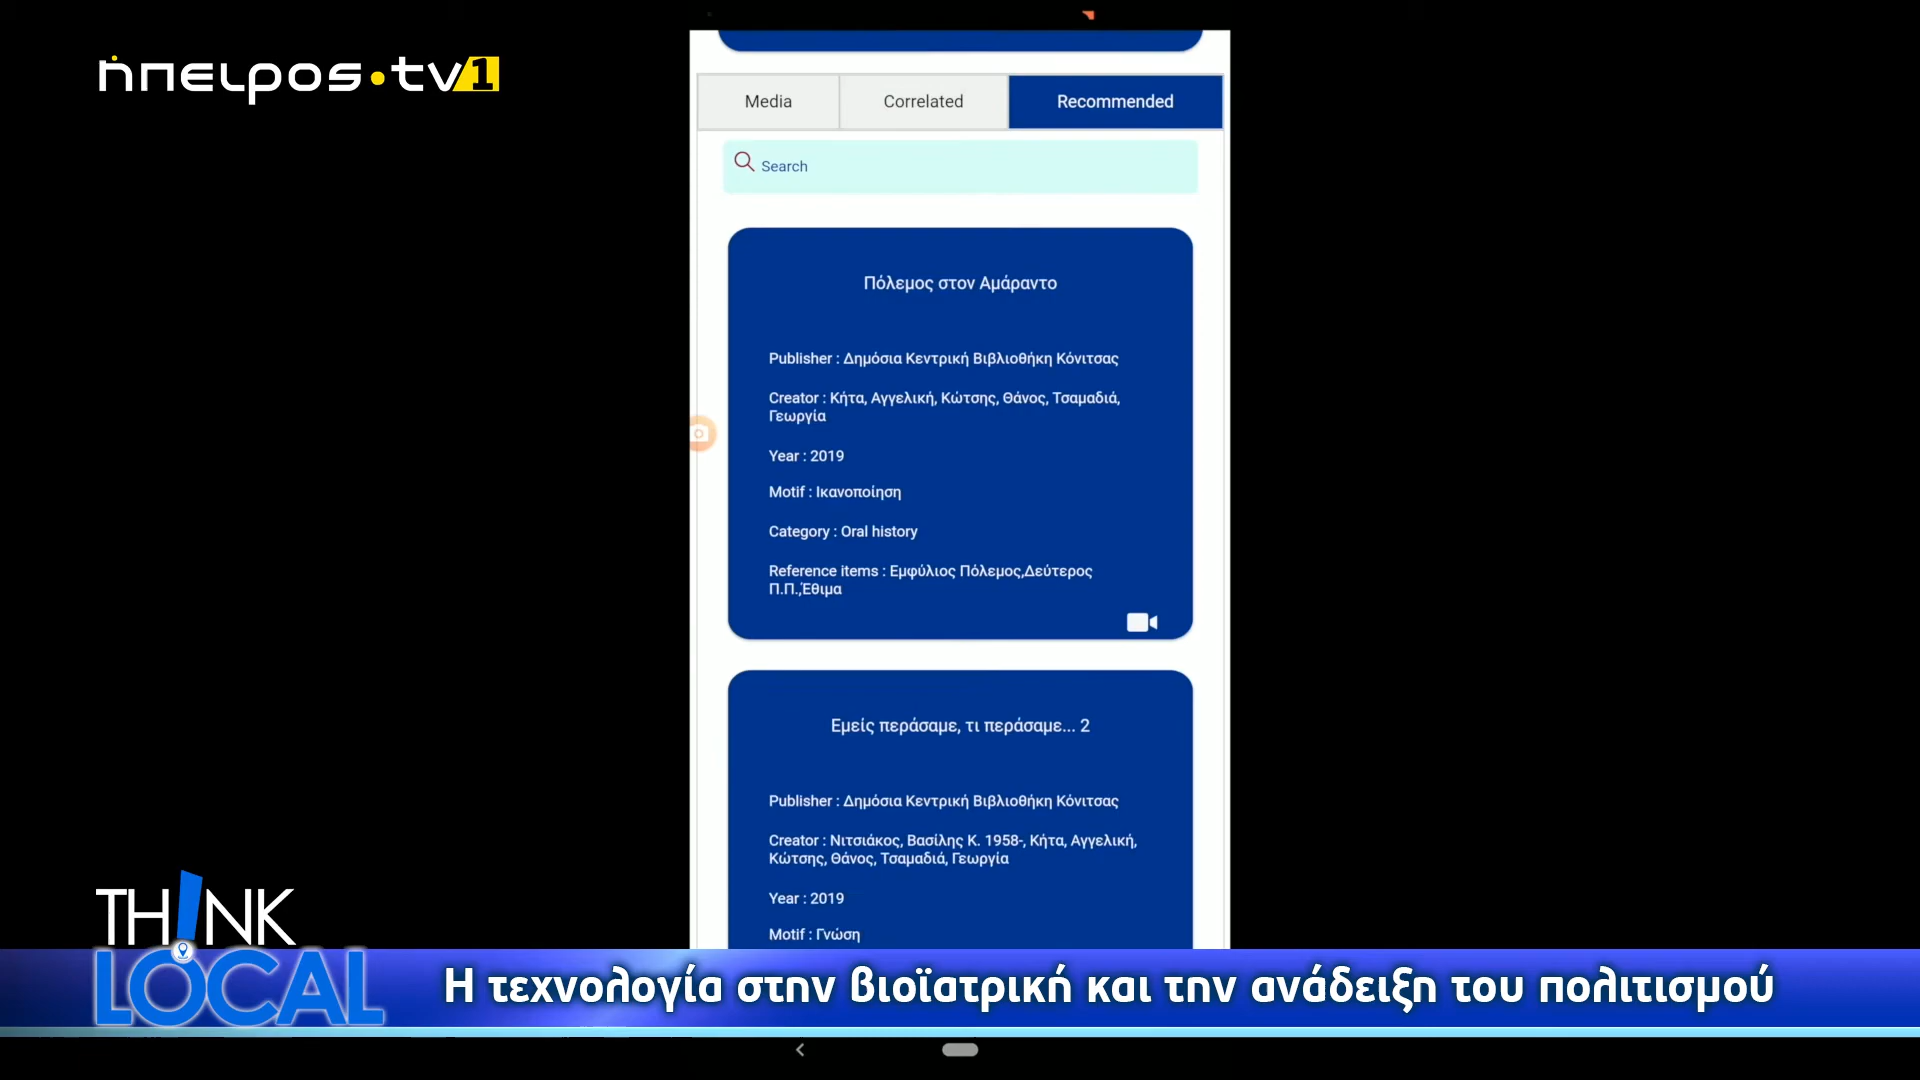 ήπειρος•tv1
Media
Correlated
Recommended
Search
Πόλεμος στον Αμάραντο
Publisher : Δημόσια Κεντρική Βιβλιοθήκη Κόνιτσας
Creator : Κήτα, Αγγελική, Κώτσης, Θάνος, Τσαμαδιά,
Γεωργία
Year : 2019
Motif : Ικανοποίηση
Category : Oral history
Reference items : Εμφύλιος Πόλεμος,Δεύτερος
Π.Π.,Έθιμα
Εμείς περάσαμε, τι περάσαμε... 2
Publisher : Δημόσια Κεντρική Βιβλιοθήκη Κόνιτσας
Creator : Νιτσιάκος, Βασίλης Κ. 1958-, Κήτα, Αγγελική,
Κώτσης, Θάνος, Τσαμαδιά, Γεωργία
Year : 2019
Motif : Γνώση
TH!NK
LOCAL
Η τεχνολογία στην βιοϊατρική και την ανάδειξη του πολιτισμού